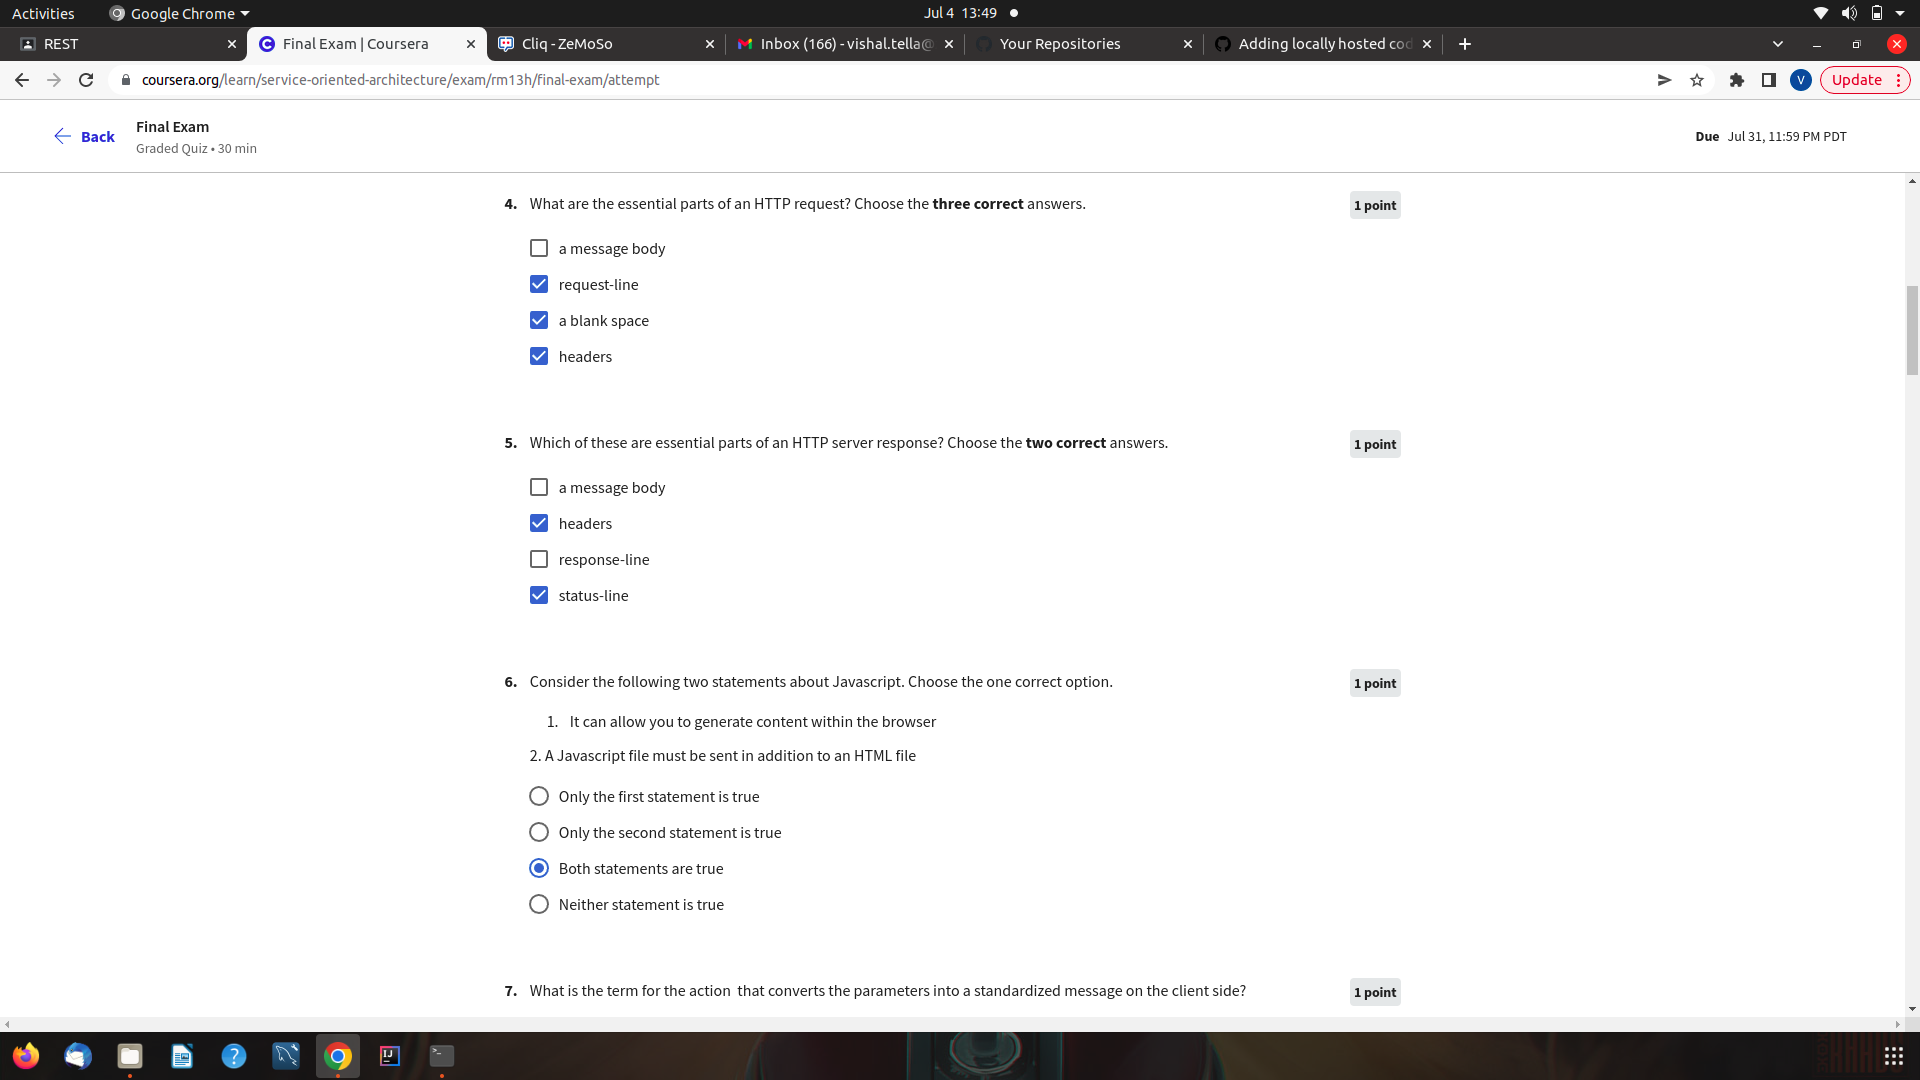 Activities
Google Chrome
Jul 4 13:49
REST
Final Exam | Coursera
Cliq - ZeMoSo
Inbox (166) - vishal.tella@
Your Repositories
Adding locally hosted cod
coursera.org/learn/service-oriented-architecture/exam/rm13h/final-exam/attempt
V
Update
Back
Final Exam
Graded Quiz • 30 min
Due Jul 31, 11:59 PM PDT
4. What are the essential parts of an HTTP request? Choose the three correct answers.
1 point
a message body
request-line
a blank space
headers
5. Which of these are essential parts of an HTTP server response? Choose the two correct answers.
1 point
a message body
headers
response-line
status-line
6. Consider the following two statements about Javascript. Choose the one correct option.
1 point
1. It can allow you to generate content within the browser
2. A Javascript file must be sent in addition to an HTML file
Only the first statement is true
Only the second statement is true
Both statements are true
Neither statement is true
7. What is the term for the action that converts the parameters into a standardized message on the client side?
1 point